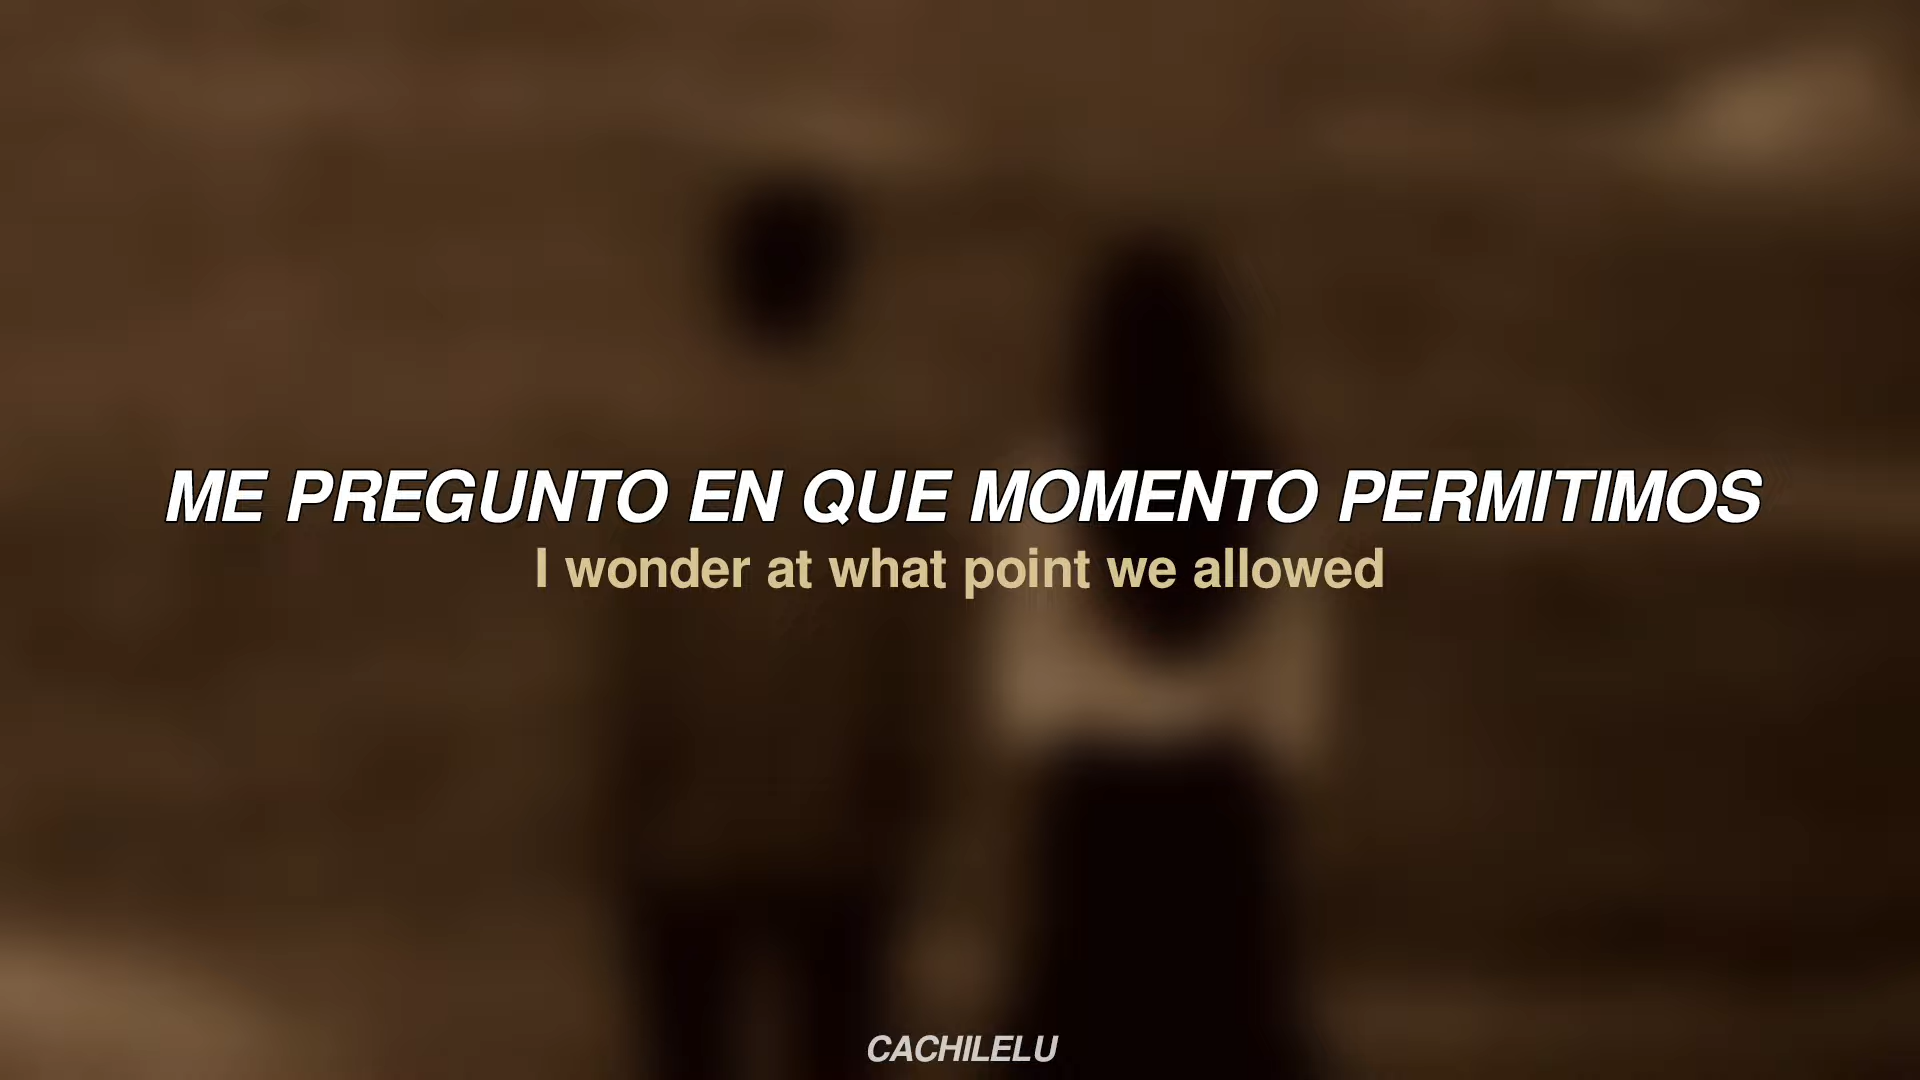 ME PREGUNTO EN QUE MOMENTO PERMITIMOS
I wonder at what point we allowed
CACHILELU